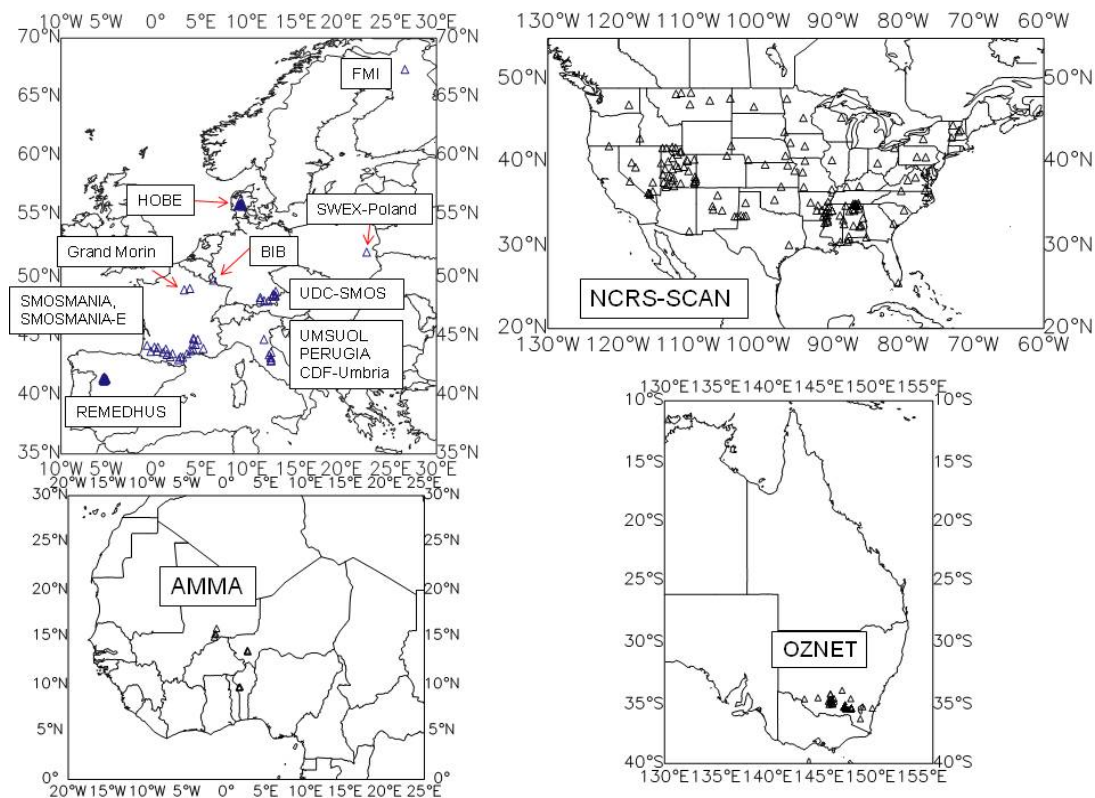 10°W 5°W 0°W 5°E 10°E 15°E 20°E 25°E 30°E
70°N 70°N
FMI
65°N 65°N
60°N 60°N
HOBE
55°N 55°N
SWEX-Poland
Grand Morin
BIB
50°N 50°N
SMOSMANIA,
SMOSMANIA-E
UDC-SMOS
45°N 45°N
UMSUOL
PERUGIA
CDF-Umbria
40°N 40°N
REMEDHUS
35°N 35°N
10°W 5°W 0°W 5°E 10°E 15°E 20°E 25°E 30°E
130°W 120°W 110°W 100°W 90°W 80°W 70°W 60°W
50°N 50°N
40°N 40°N
30°N 30°N
NCRS-SCAN
20°N 20°N
130°W 120°W 110°W 100°W 90°W 80°W 70°W 60°W
20°W 15°W 10°W 5°W 0°W 5°E 10°E 15°E 20°E 25°E
30°N 30°N
25°N 25°N
AMMA
20°N 20°N
15°N 15°N
10°N 10°N
5°N 5°N
0° 0°
20°W 15°W 10°W 5°W 0°W 5°E 10°E 15°E 20°E 25°E
130°E 135°E 140°E 145°E 150°E 155°E
10°S 10°S
15°S 15°S
20°S 20°S
25°S 25°S
30°S 30°S
OZNET
35°S 35°S
40°S 40°S
130°E 135°E 140°E 145°E 150°E 155°E